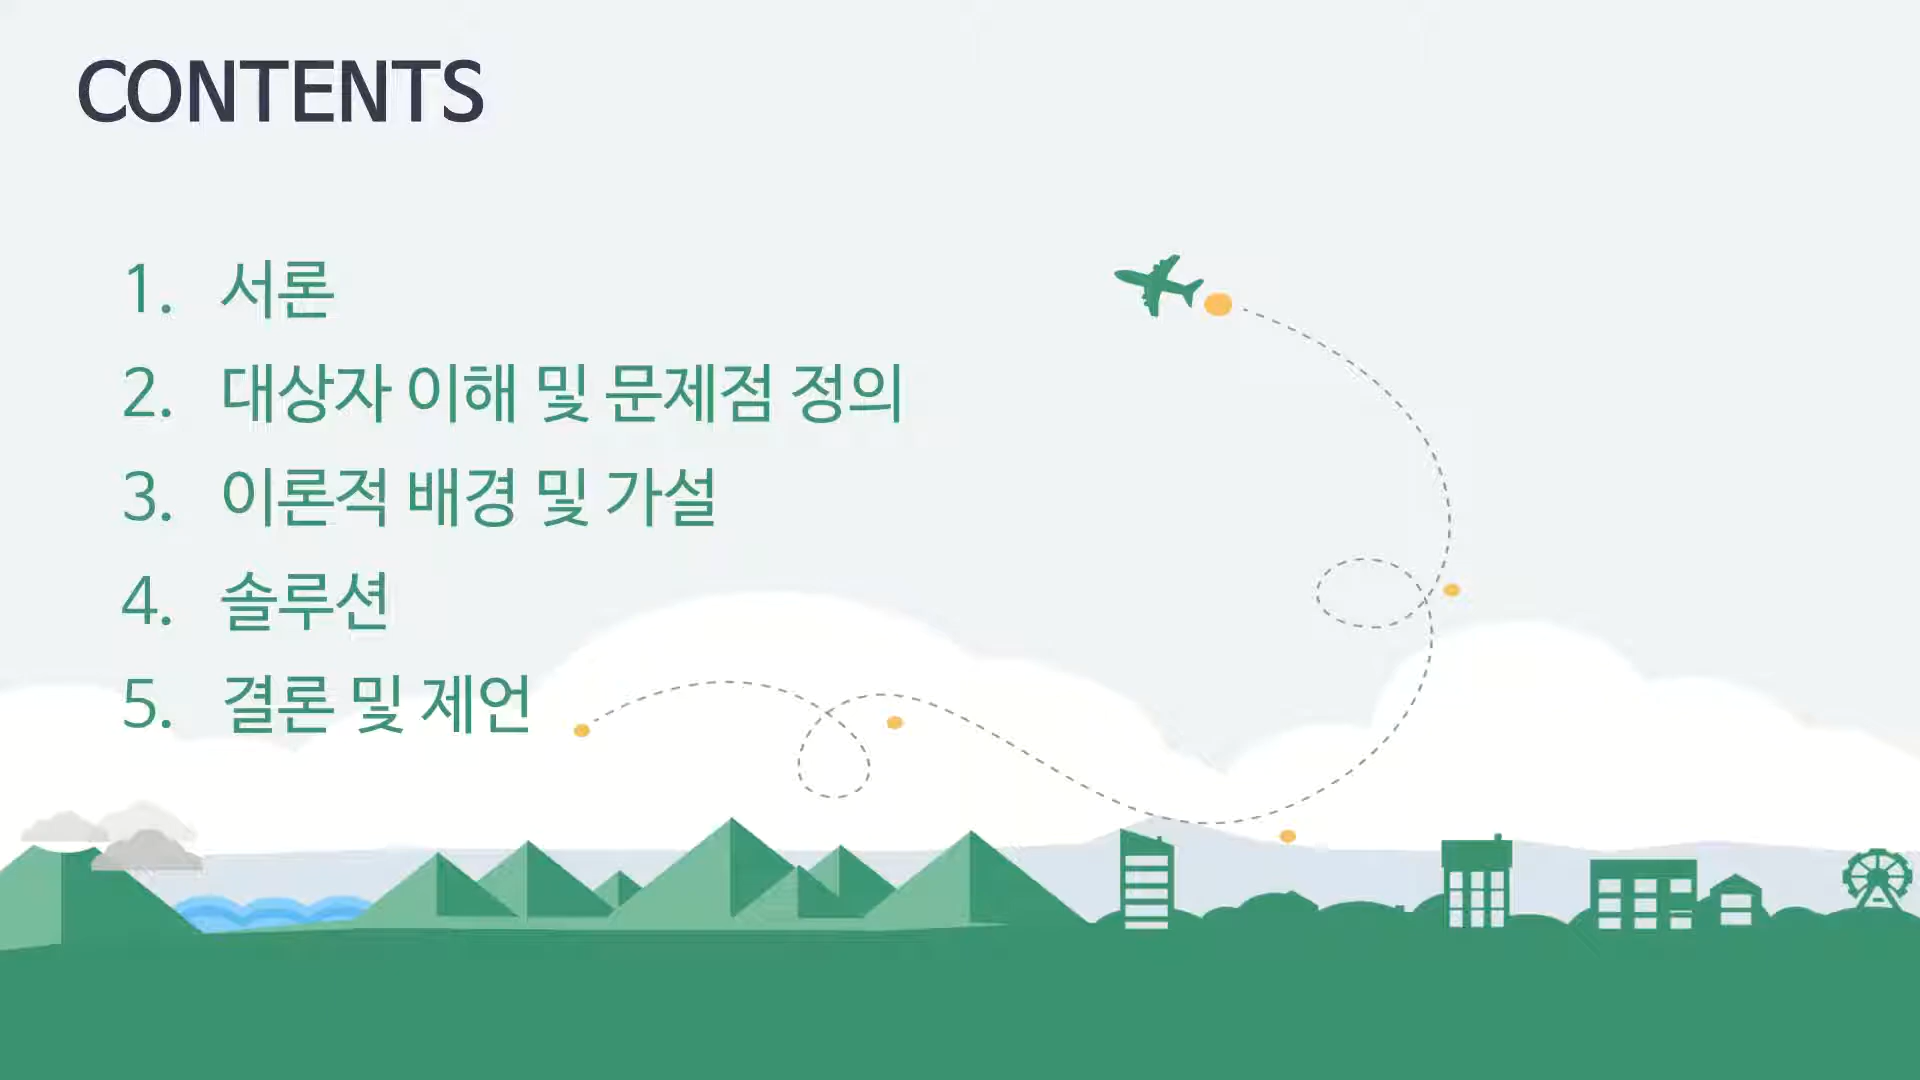 CONTENTS
1. 서론
2. 대상자 이해 및 문제점 정의
3. 이론적 배경 및 가설
4. 솔루션
5. 결론 및 제언